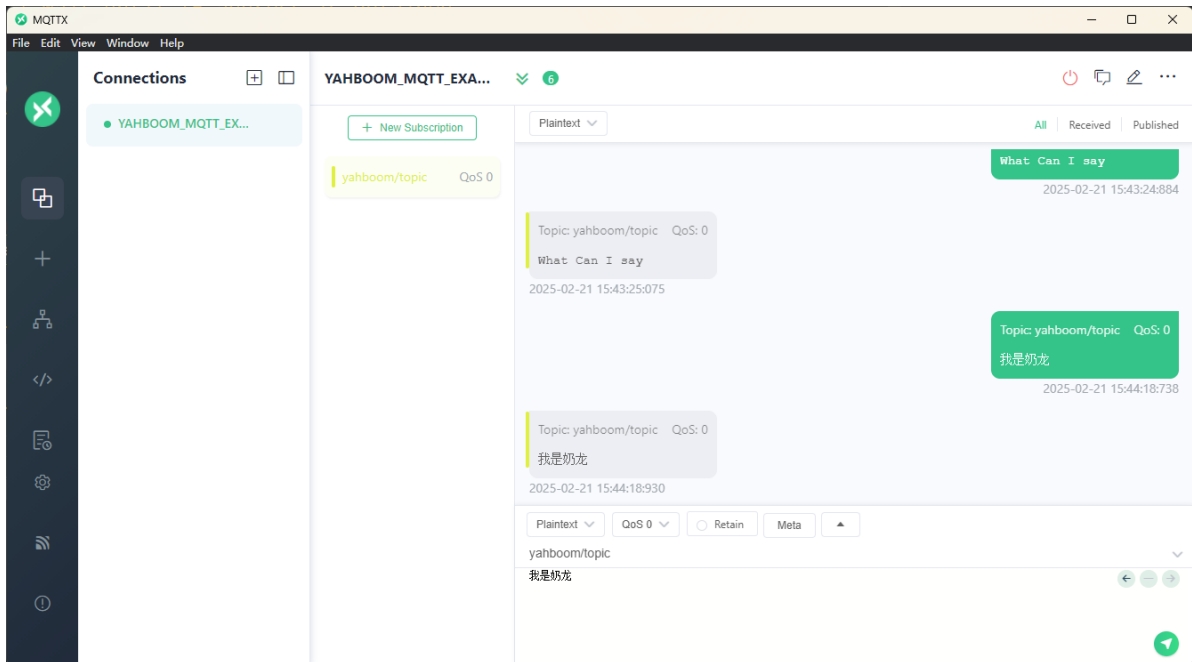 MQTTX
File Edit View Window Help
Connections
YAHBOOM_MQTT_EXA...
6
YAHBOOM_MQTT_EX...
+ New Subscription
yahboom/topic QoS 0
Plaintext
All Received Published
What Can I say
2025-02-21 15:43:24:884
Topic: yahboom/topic QoS: 0
What Can I say
2025-02-21 15:43:25:075
Topic: yahboom/topic QoS: 0
我是奶龙
2025-02-21 15:44:18:738
Topic: yahboom/topic QoS: 0
我是奶龙
2025-02-21 15:44:18:930
Plaintext QoS 0 Retain Meta
yahboom/topic
我是奶龙